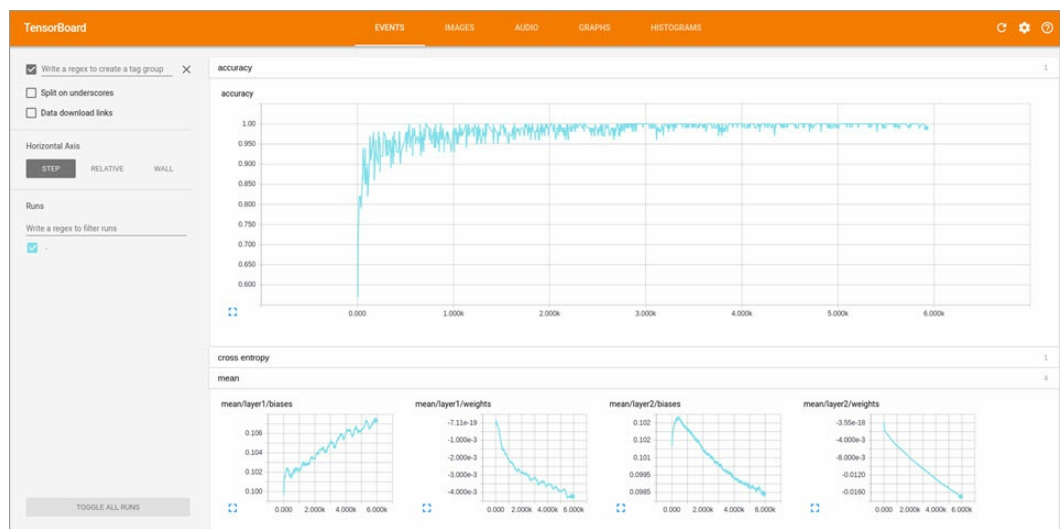 TensorBoard
EVENTS IMAGES AUDIO GRAPHS HISTOGRAMS
Write a regex to create a tag group
Split on underscores
Data download links
Horizontal Axis
STEP RELATIVE WALL
Runs
Write a regex to filter runs
.
TOGGLE ALL RUNS
accuracy 1
accuracy
1.00
0.950
0.900
0.850
0.800
0.750
0.700
0.650
0.600
0.000 1.000k 2.000k 3.000k 4.000k 5.000k 6.000k
cross entropy 1
mean 4
mean/layer1/biases
0.106
0.104
0.102
0.100
0.000 2.000k 4.000k 6.000k
mean/layer1/weights
-7.11e-19
-1.000e-3
-2.000e-3
-3.000e-3
-4.000e-3
0.000 2.000k 4.000k 6.000k
mean/layer2/biases
0.102
0.102
0.101
0.0995
0.0985
0.000 2.000k 4.000k 6.000k
mean/layer2/weights
-3.55e-18
-4.000e-3
-8.000e-3
-0.0120
-0.0160
0.000 2.000k 4.000k 6.000k